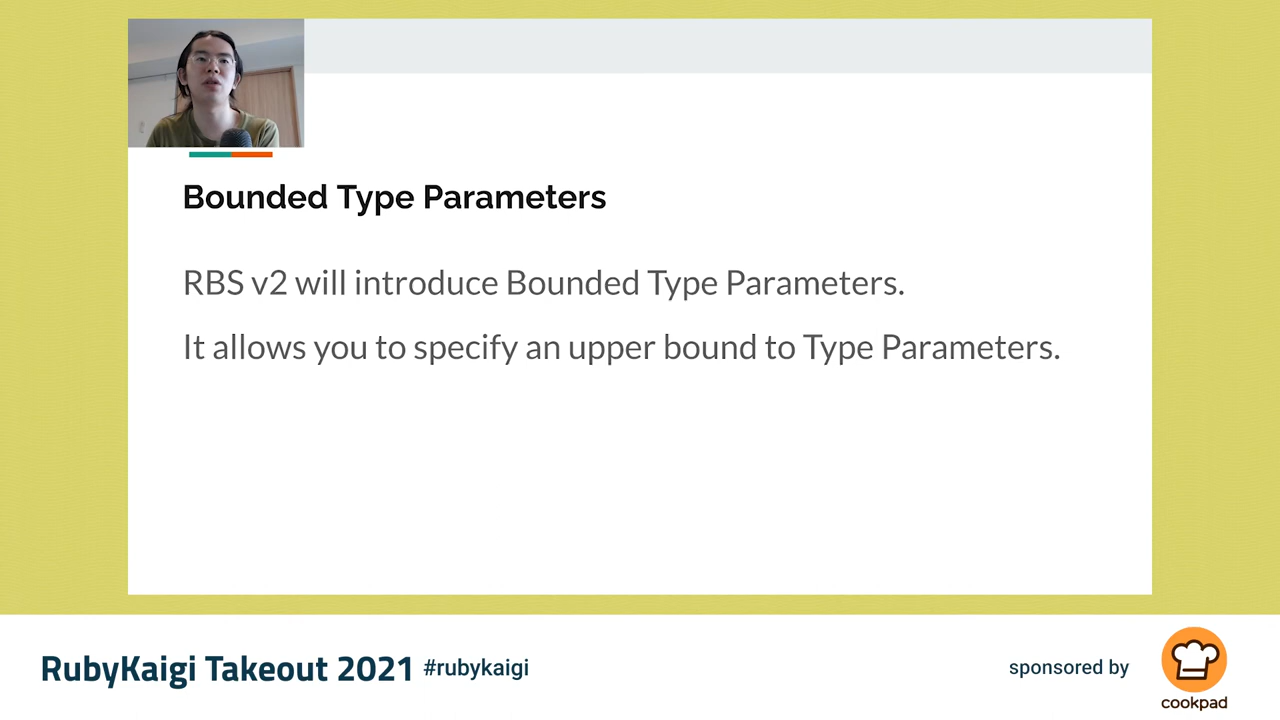 Bounded Type Parameters
RBS v2 will introduce Bounded Type Parameters.
It allows you to specify an upper bound to Type Parameters.
RubyKaigi Takeout 2021 #rubykaigi
sponsored by
cookpad